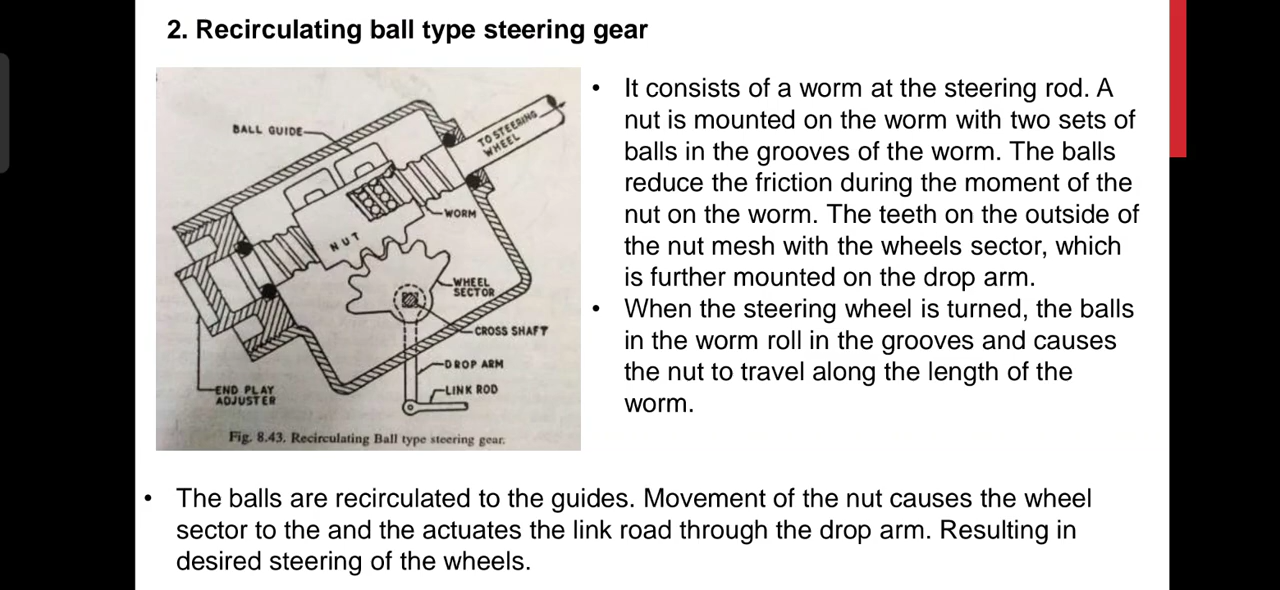 2. Recirculating ball type steering gear
BALL GUIDE
TO STEERING
WHEEL
WORM
NUT
WHEEL
SECTOR
CROSS SHAFT
DROP ARM
LINK ROD
END PLAY
ADJUSTER
Fig. 8.43. Recirculating Ball type steering gear.
• It consists of a worm at the steering rod. A
nut is mounted on the worm with two sets of
balls in the grooves of the worm. The balls
reduce the friction during the moment of the
nut on the worm. The teeth on the outside of
the nut mesh with the wheels sector, which
is further mounted on the drop arm.
• When the steering wheel is turned, the balls
in the worm roll in the grooves and causes
the nut to travel along the length of the
worm.
• The balls are recirculated to the guides. Movement of the nut causes the wheel
sector to the and the actuates the link road through the drop arm. Resulting in
desired steering of the wheels.